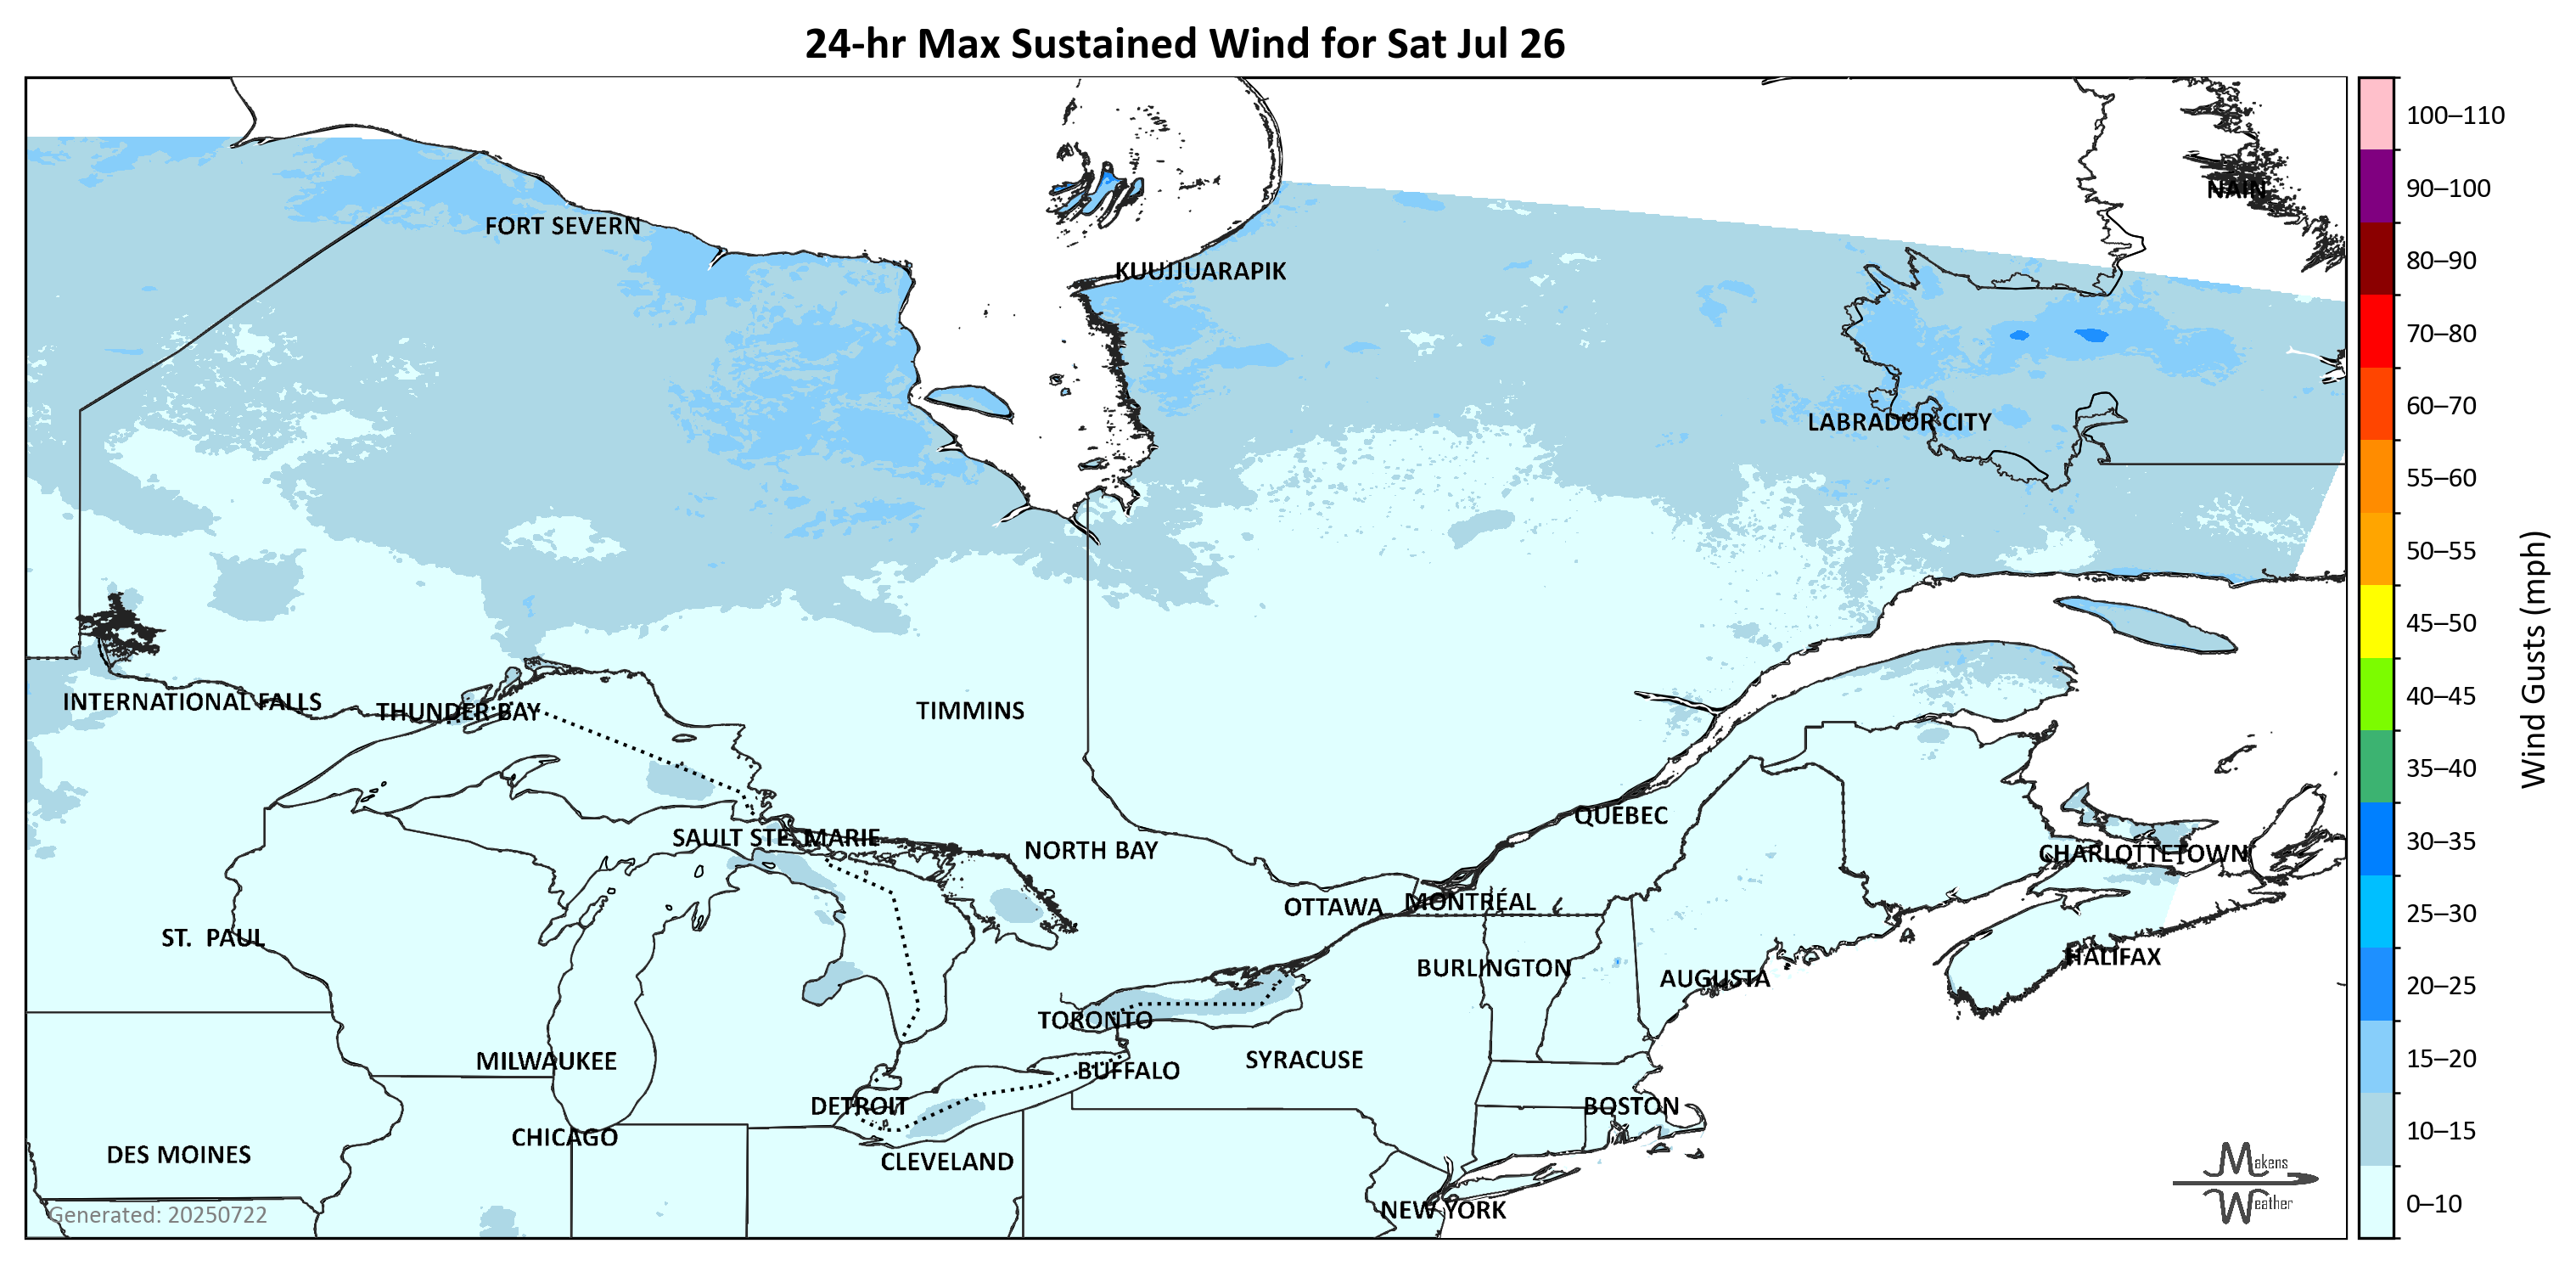 24-hr Max Sustained Wind for Sat Jul 26
NAIN
FORT SEVERN
KUUJJUARAPIK
LABRADOR CITY
INTERNATIONAL FALLS
THUNDER BAY
TIMMINS
QUÉBEC
SAULT STE. MARIE
NORTH BAY
CHARLOTTETOWN
OTTAWA
MONTRÉAL
ST. PAUL
HALIFAX
BURLINGTON
AUGUSTA
TORONTO
MILWAUKEE
SYRACUSE
BUFFALO
DETROIT
BOSTON
CHICAGO
DES MOINES
CLEVELAND
NEW YORK
Generated: 20250722
Makens
Weather
100–110
90–100
80–90
70–80
60–70
55–60
50–55
45–50
40–45
35–40
30–35
25–30
20–25
15–20
10–15
0–10
Wind Gusts (mph)